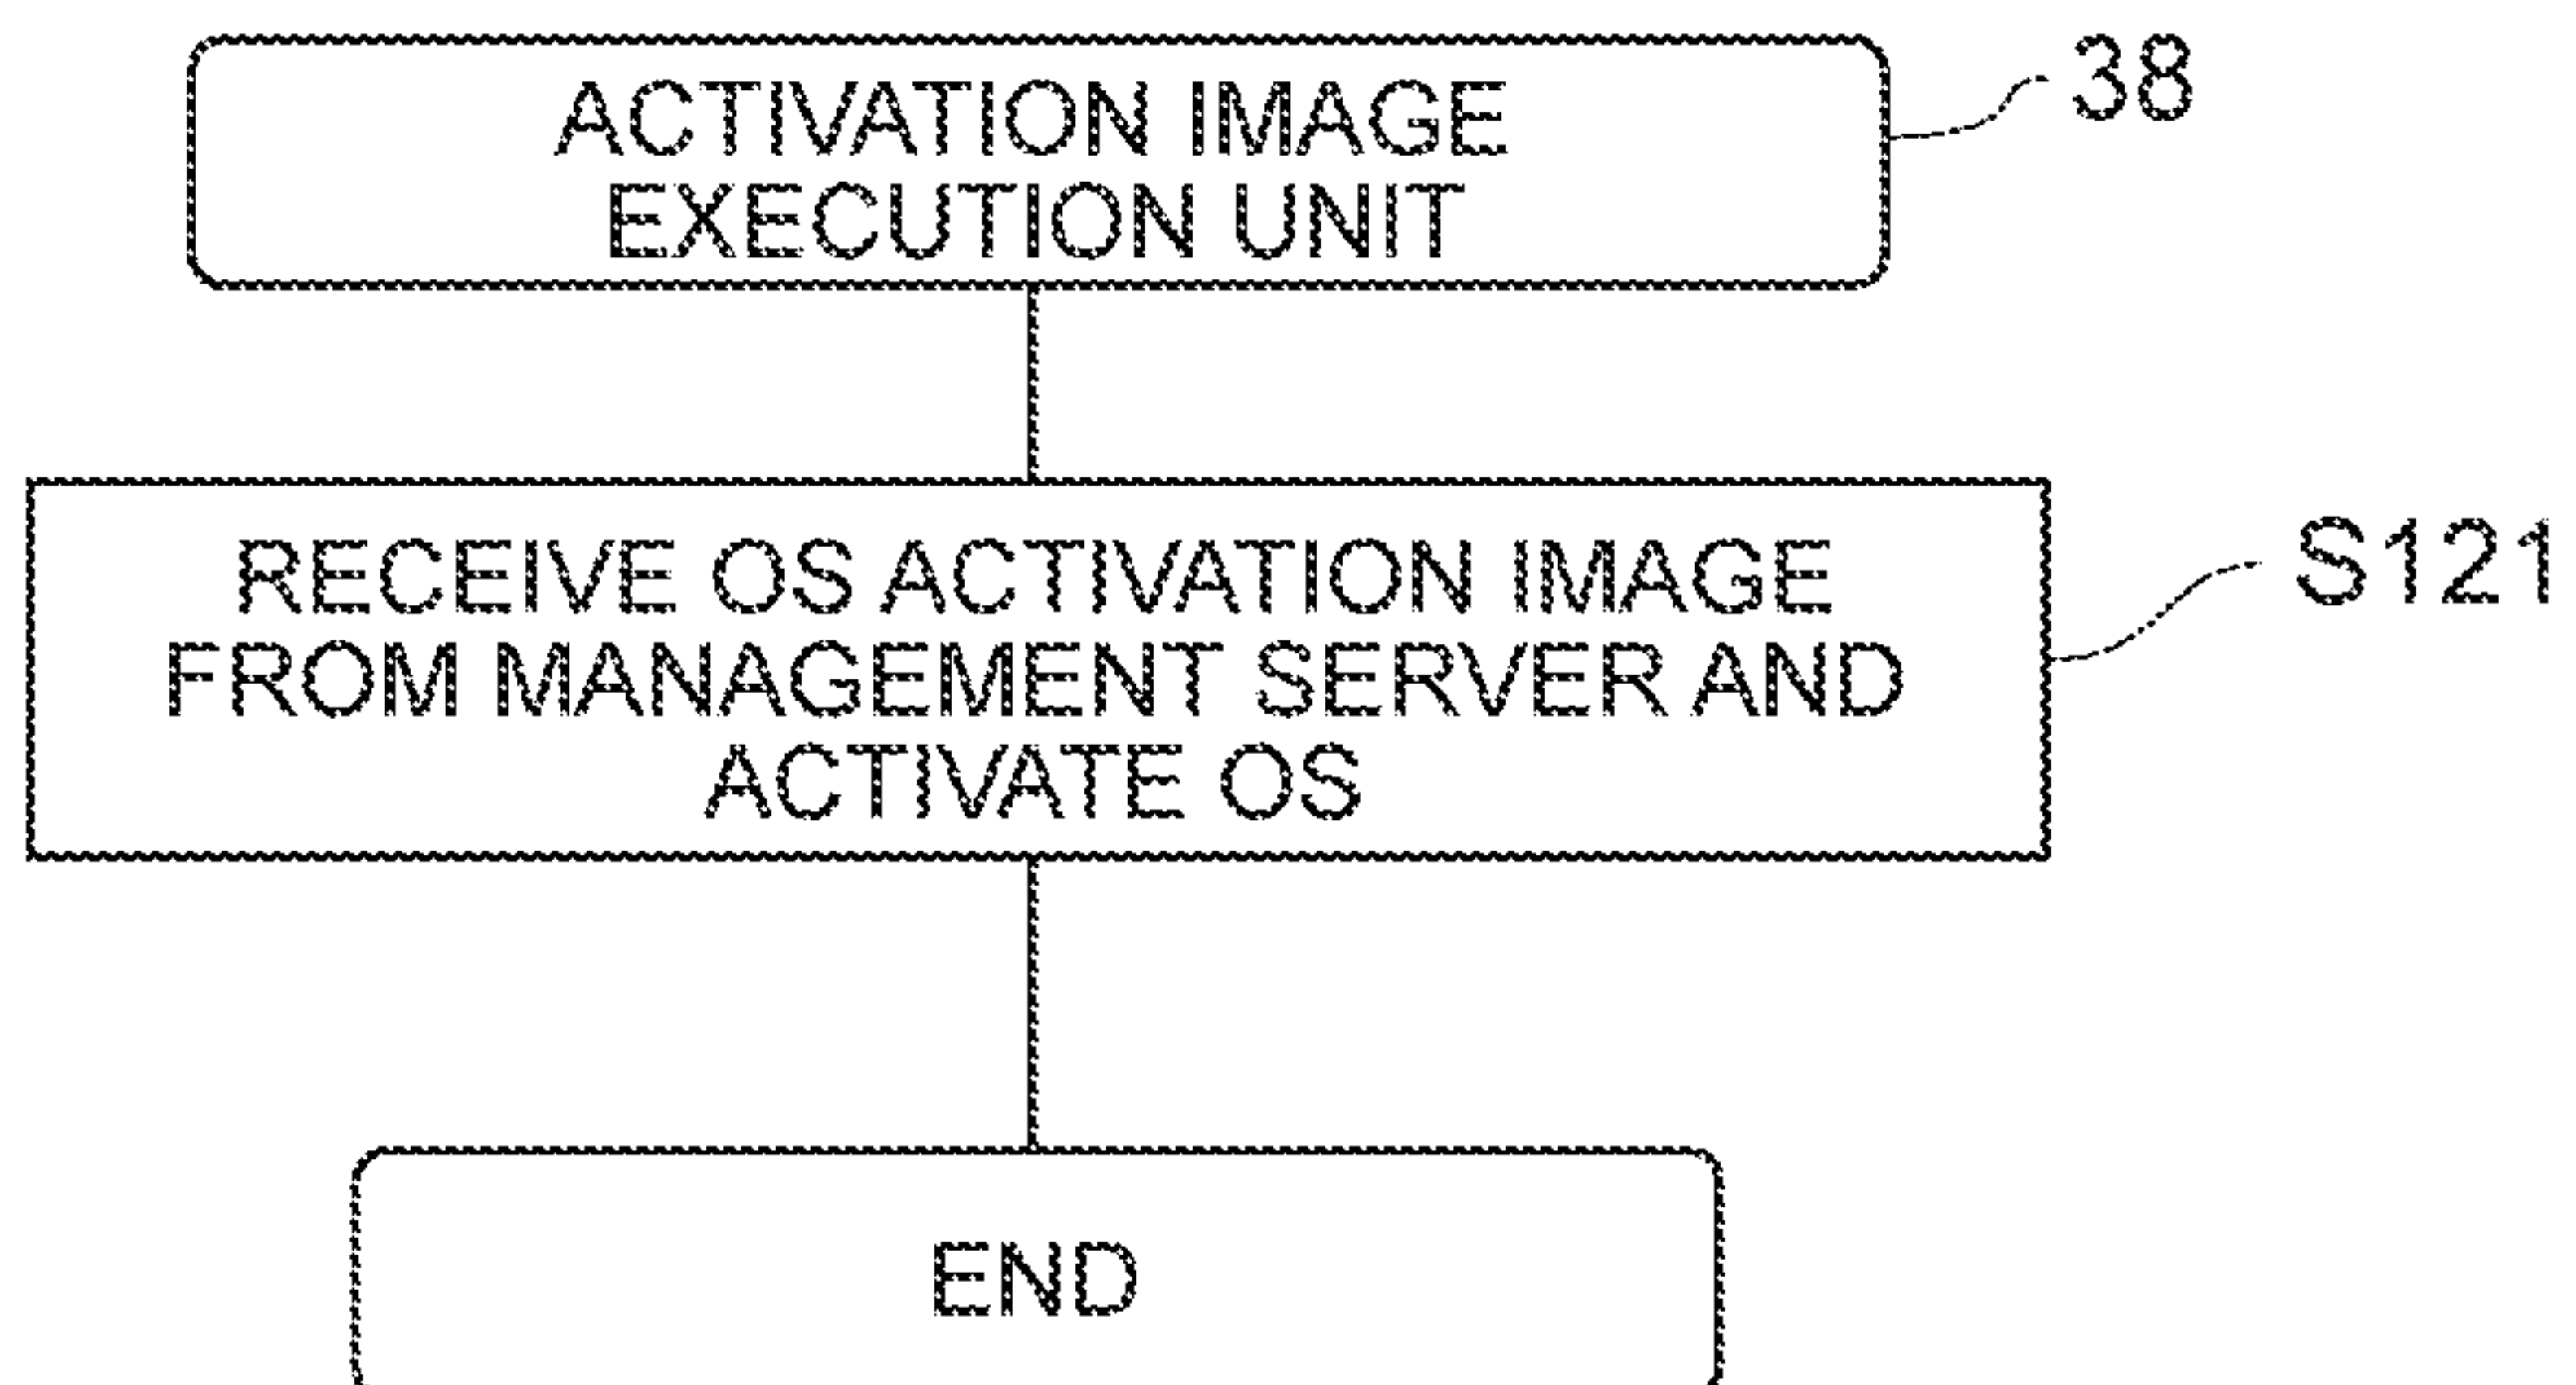 ACTIVATION IMAGE
EXECUTION UNIT
38
RECEIVE OS ACTIVATION IMAGE
FROM MANAGEMENT SERVER AND
ACTIVATE OS
S121
END